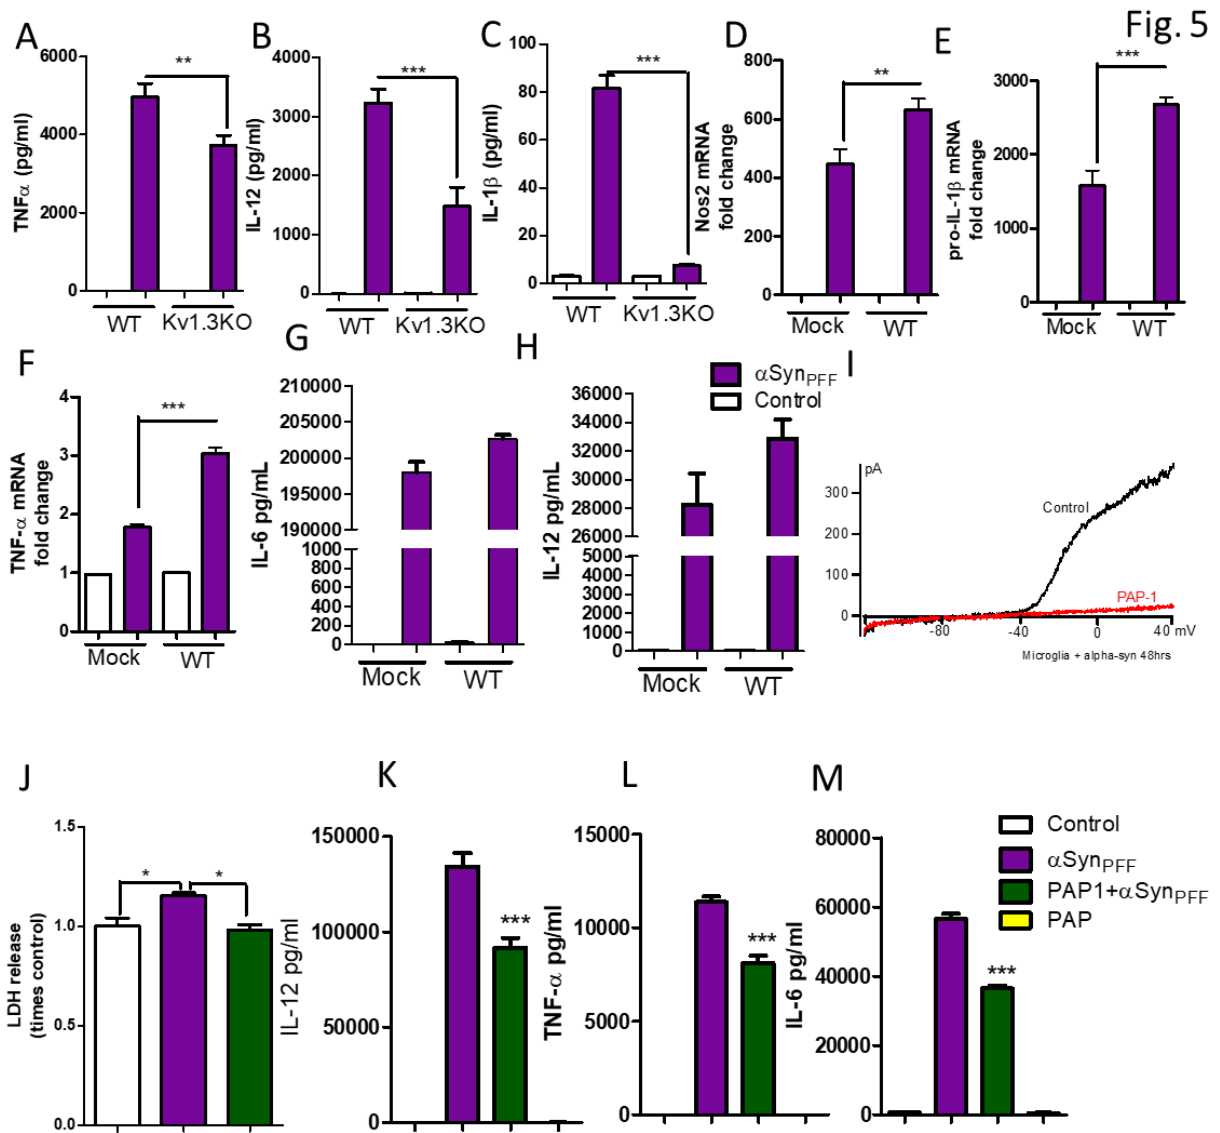 Fig. 5
A
TNFα (pg/ml)
6000
4000
2000
0
**
WT
Kv1.3KO
B
IL-12 (pg/ml)
4000
3000
2000
1000
0
***
WT
Kv1.3KO
C
IL-1β (pg/ml)
100
80
60
40
20
0
***
WT
Kv1.3KO
D
Nos2 mRNA
fold change
800
600
400
200
0
**
Mock
WT
E
pro-IL-1β mRNA
fold change
3000
2000
1000
0
***
Mock
WT
F
TNF-α mRNA
fold change
4
3
2
1
0
***
Mock
WT
G
IL-6 pg/mL
210000
205000
200000
195000
190000
1000
800
600
400
200
0
Mock
WT
H
αSynPFF
Control
IL-12 pg/mL
36000
34000
32000
30000
28000
26000
5000
4000
3000
2000
1000
0
Mock
WT
I
pA
300
200
100
0
Control
PAP-1
-80
-40
0
40 mV
Microglia + alpha-syn 48hrs
J
LDH release
(times control)
1.5
1.0
0.5
0.0
*
*
K
IL-12 pg/ml
150000
100000
50000
0
***
L
TNF-α pg/ml
15000
10000
5000
0
***
M
IL-6 pg/ml
80000
60000
40000
20000
0
***
Control
αSynPFF
PAP1+αSynPFF
PAP